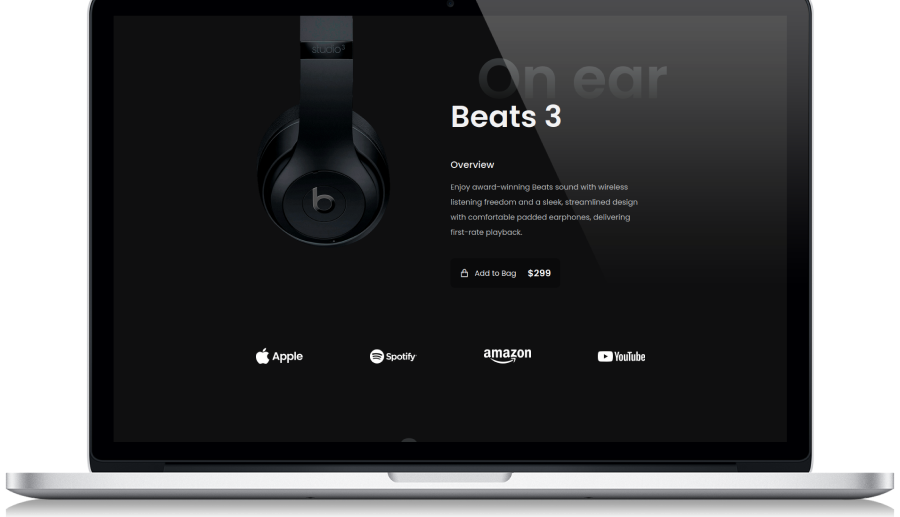 studio³
On ear
Beats 3
Overview
Enjoy award-winning Beats sound with wireless
listening freedom and a sleek, streamlined design
with comfortable padded earphones, delivering
first-rate playback.
Add to Bag $299
Apple Spotify amazon YouTube